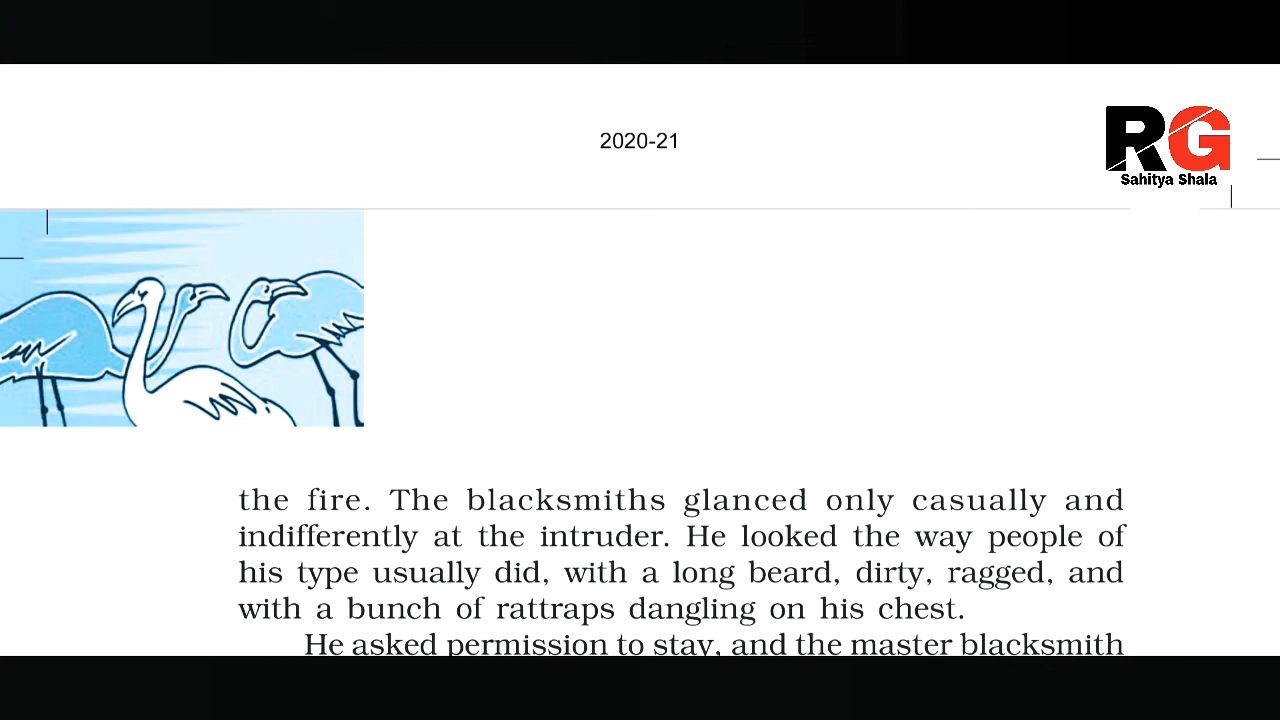 2020-21
RG
Sahitya Shala
the fire. The blacksmiths glanced only casually and
indifferently at the intruder. He looked the way people of
his type usually did, with a long beard, dirty, ragged, and
with a bunch of rattraps dangling on his chest.
He asked permission to stay, and the master blacksmith